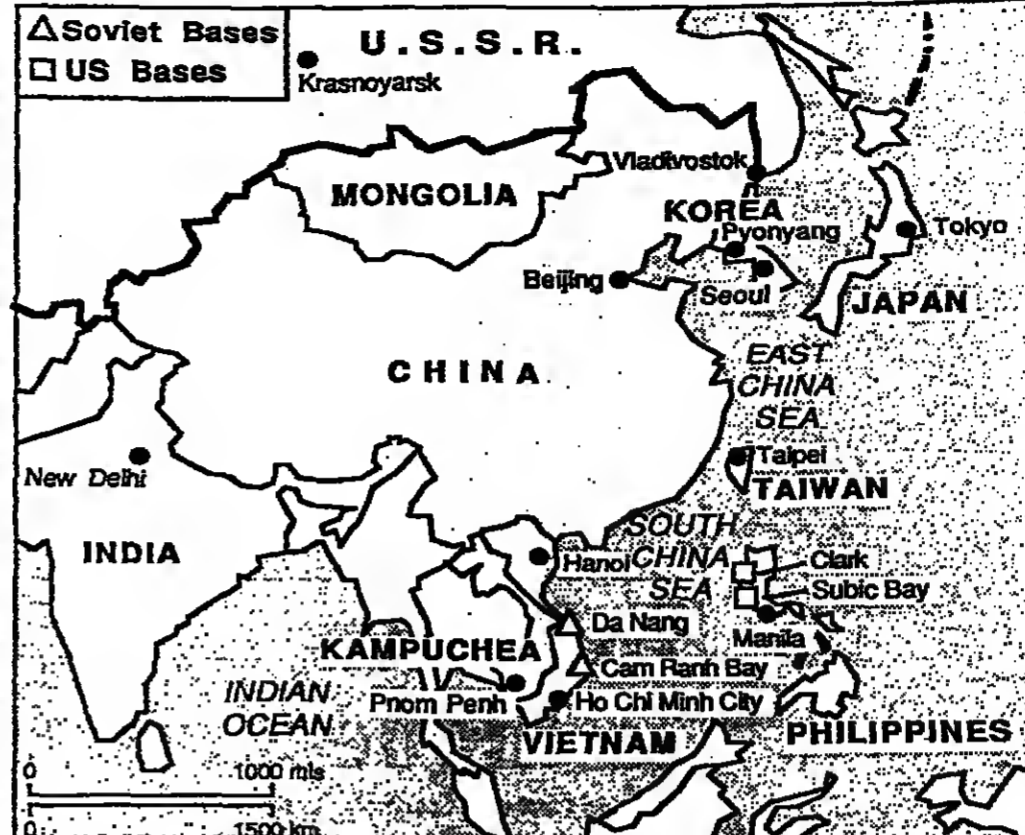 △ Soviet Bases
□ US Bases
U.S.S.R.
Krasnoyarsk
MONGOLIA
Vladivostok
KOREA
Pyonyang
Tokyo
Beijing
Seoul
JAPAN
CHINA
EAST
CHINA
SEA
New Delhi
Taipei
TAIWAN
INDIA
SOUTH
CHINA
SEA
Hanoi
Clark
Subic Bay
Da Nang
Manila
KAMPUCHEA
Cam Ranh Bay
INDIAN
OCEAN
Pnom Penh
Ho Chi Minh City
VIETNAM
PHILIPPINES
0 1000 mls
0 1500 km